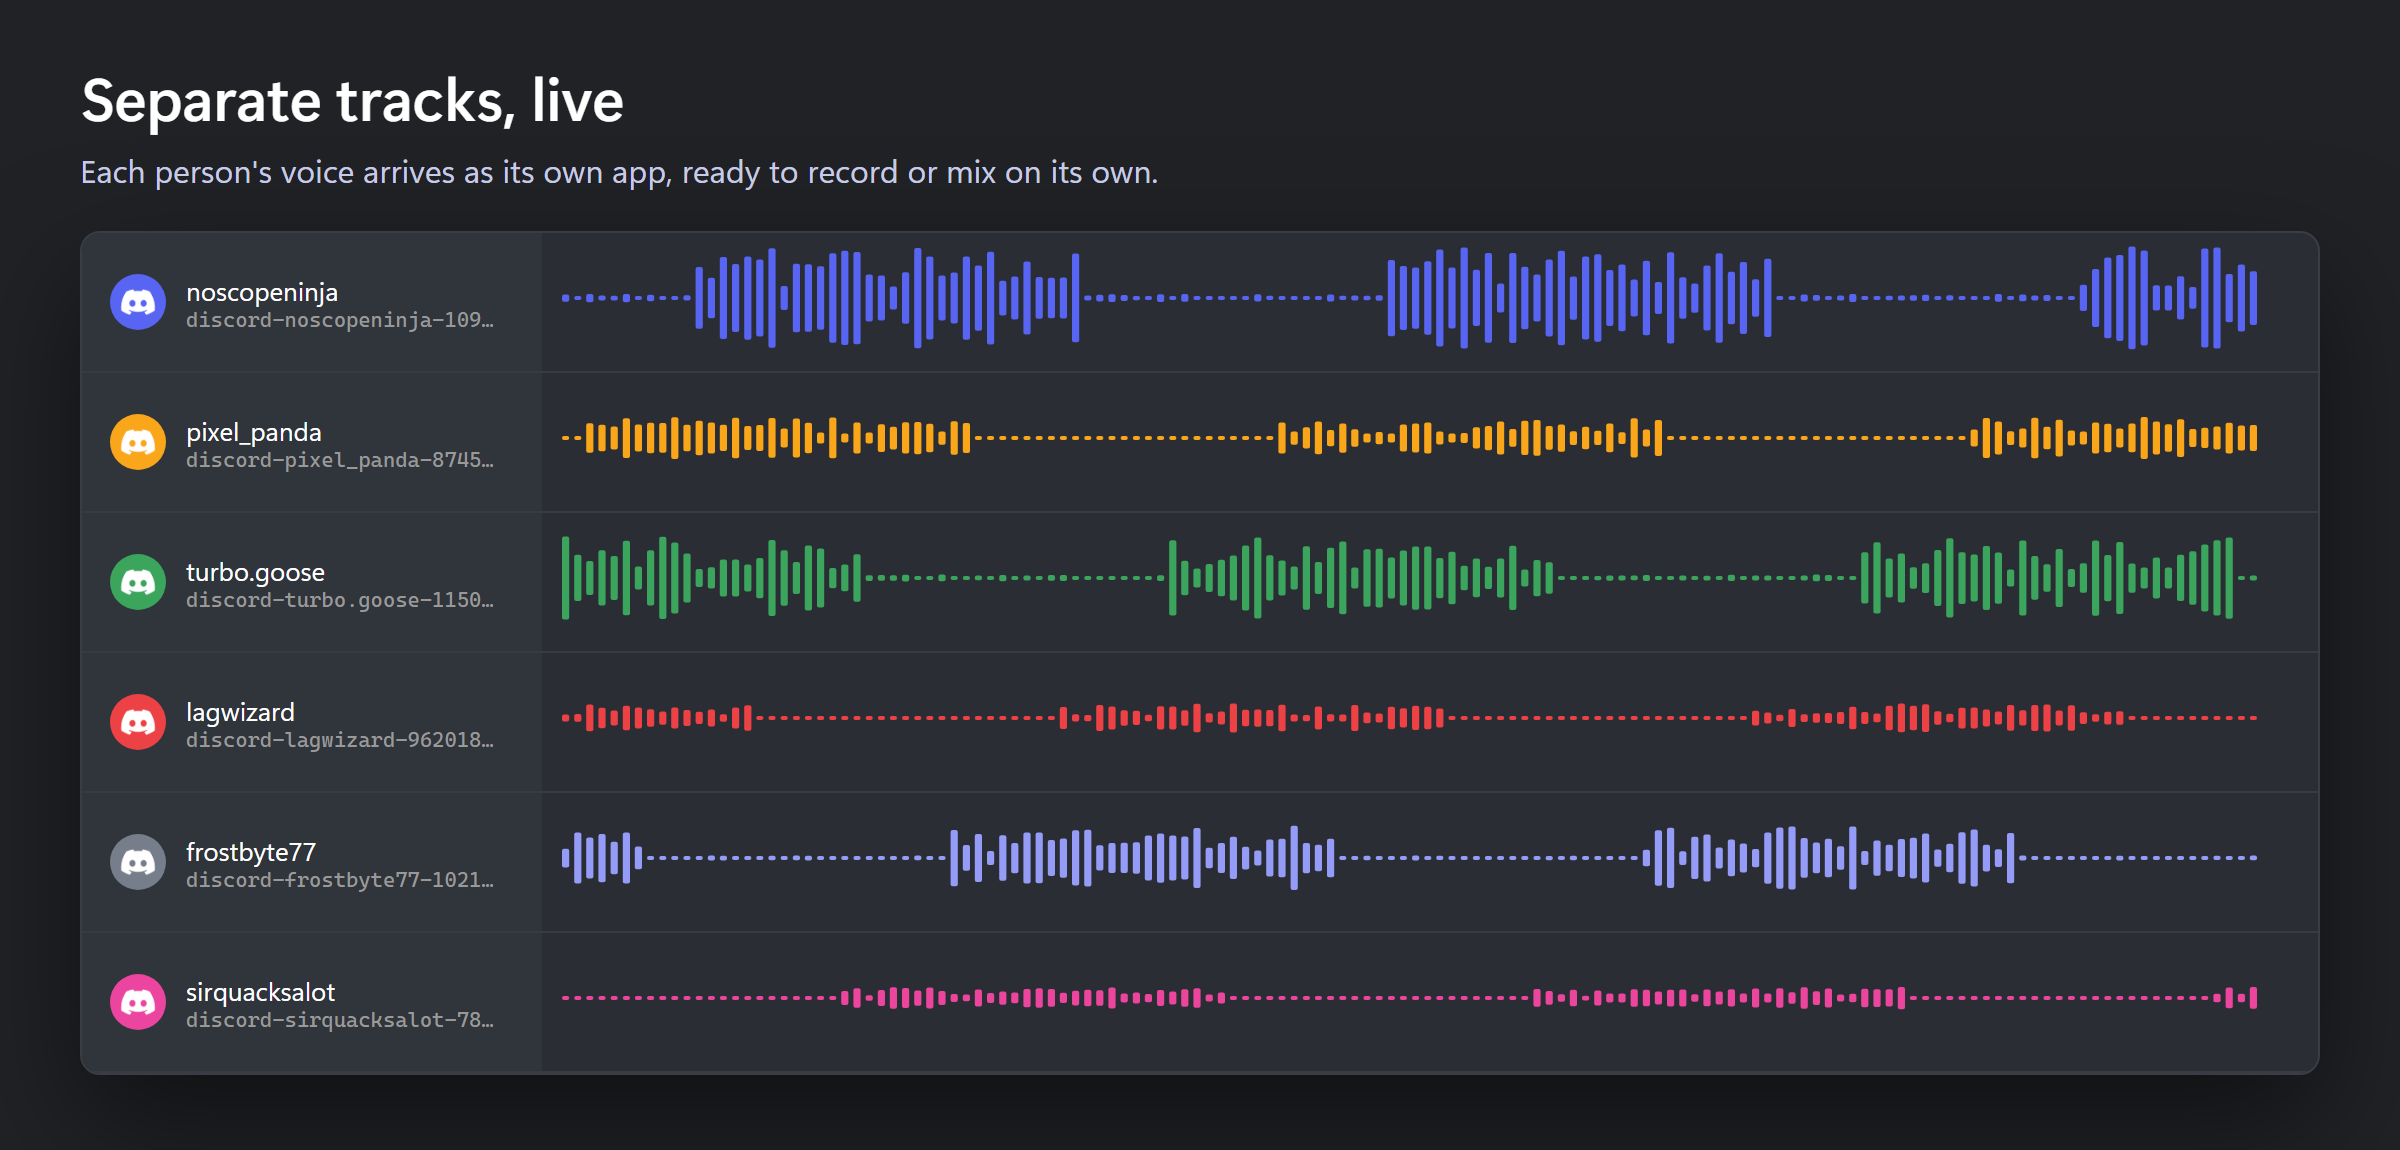 Separate tracks, live
Each person's voice arrives as its own app, ready to record or mix on its own.
noscopeninja
discord-noscopeninja-109…
pixel_panda
discord-pixel_panda-8745…
turbo.goose
discord-turbo.goose-1150…
lagwizard
discord-lagwizard-962018…
frostbyte77
discord-frostbyte77-1021…
sirquacksalot
discord-sirquacksalot-78…